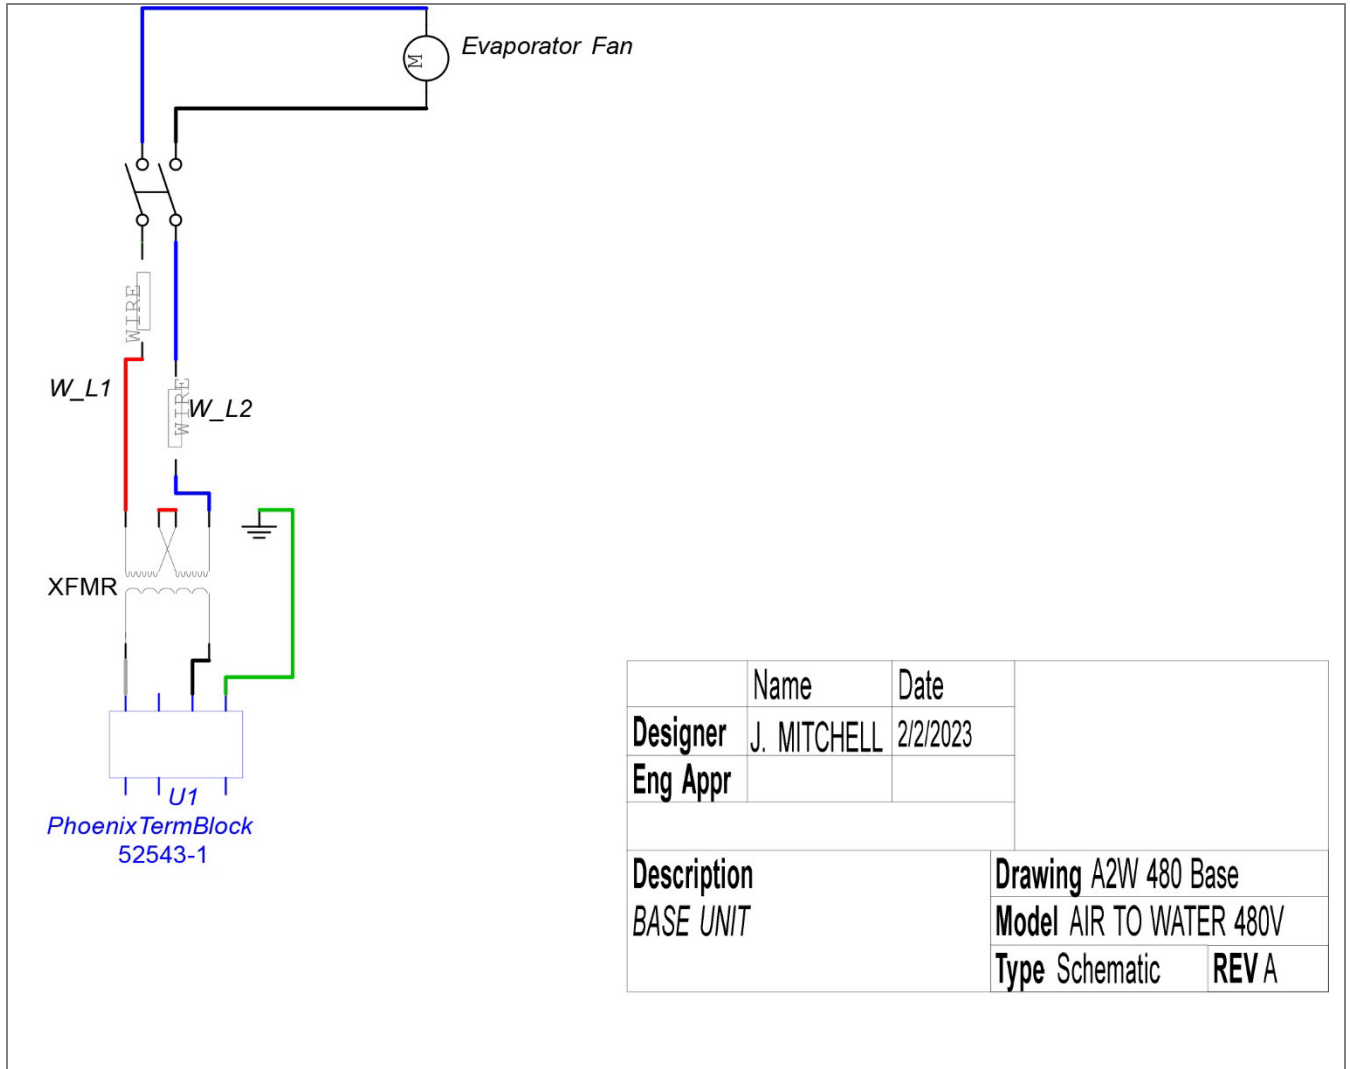 Evaporator Fan
M
WIRE
W_L1
WIRE
W_L2
XFMR
U1
PhoenixTermBlock
52543-1
Name Date
Designer J. MITCHELL 2/2/2023
Eng Appr
Description
BASE UNIT
Drawing A2W 480 Base
Model AIR TO WATER 480V
Type Schematic REV A